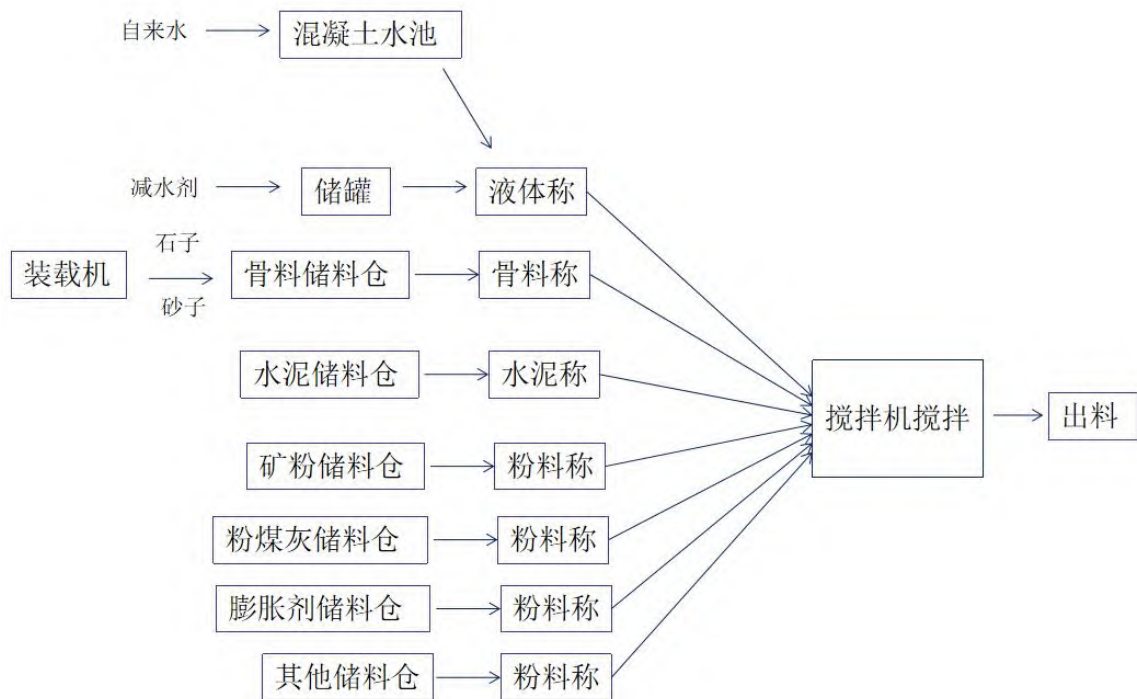 自来水
混凝土水池
减水剂
储罐
液体称
石子
装载机
砂子
骨料储料仓
骨料称
水泥储料仓
水泥称
搅拌机搅拌
出料
矿粉储料仓
粉料称
粉煤灰储料仓
粉料称
膨胀剂储料仓
粉料称
其他储料仓
粉料称